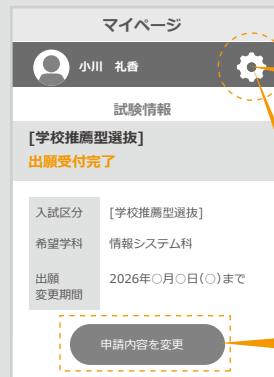 マイページ
小川 礼香
試験情報
[学校推薦型選抜]
出願受付完了
入試区分 [学校推薦型選抜]
希望学科 情報システム科
出願
変更期間 2026年○月○日(○)まで
申請内容を変更